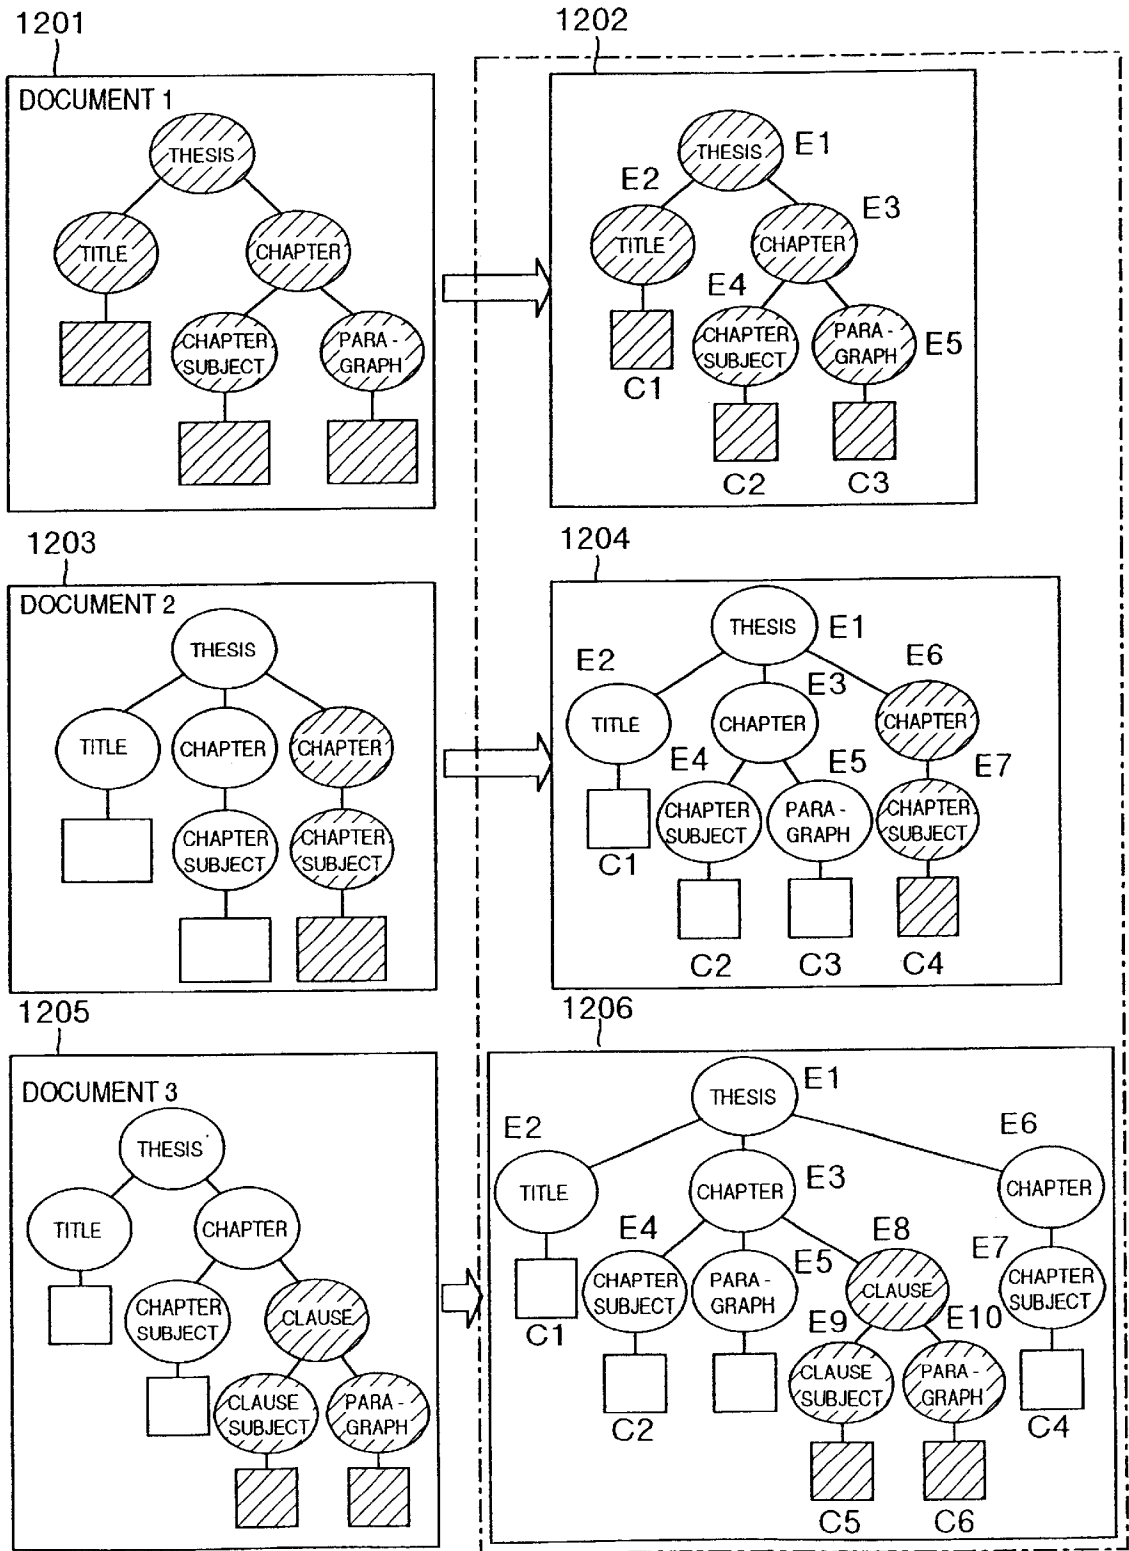 1201
1202
DOCUMENT 1
THESIS
TITLE
CHAPTER
CHAPTER
SUBJECT
PARA-
GRAPH
THESIS
E1
E2
E3
TITLE
CHAPTER
E4
CHAPTER
SUBJECT
PARA-
GRAPH
E5
C1
C2
C3
1203
1204
DOCUMENT 2
THESIS
TITLE
CHAPTER
CHAPTER
CHAPTER
SUBJECT
CHAPTER
SUBJECT
THESIS
E1
E2
E6
E3
TITLE
CHAPTER
CHAPTER
E4
E5
E7
CHAPTER
SUBJECT
PARA-
GRAPH
CHAPTER
SUBJECT
C1
C2
C3
C4
1205
1206
DOCUMENT 3
THESIS
TITLE
CHAPTER
CHAPTER
SUBJECT
CLAUSE
CLAUSE
SUBJECT
PARA-
GRAPH
THESIS
E1
E2
E6
TITLE
CHAPTER
E3
CHAPTER
E4
E8
E7
E5
CHAPTER
SUBJECT
PARA-
GRAPH
CLAUSE
CHAPTER
SUBJECT
C1
E9
E10
CLAUSE
SUBJECT
PARA-
GRAPH
C2
C4
C5
C6